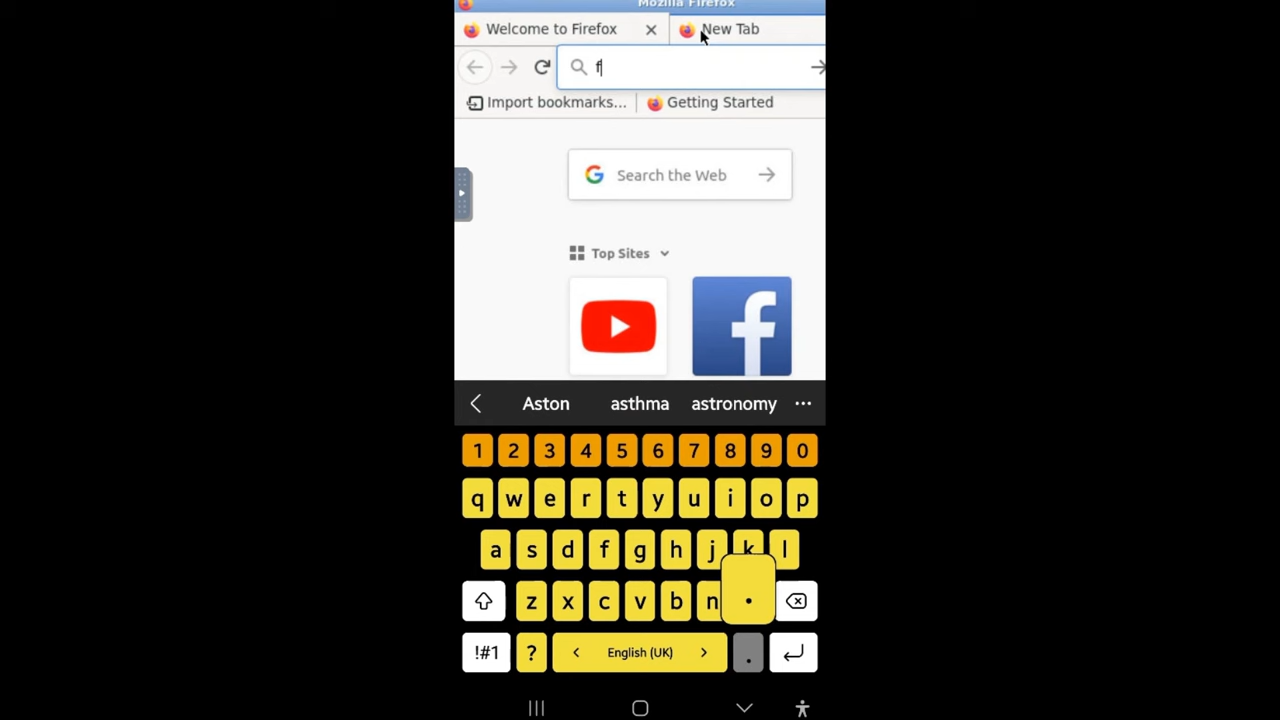 Mozilla Firefox
Welcome to Firefox
New Tab
f
Import bookmarks...
Getting Started
G Search the Web
Top Sites
f
Aston asthma astronomy
1 2 3 4 5 6 7 8 9 0
q w e r t y u i o p
a s d f g h j k l
z x c v b n .
!#1 ? < English (UK) > .